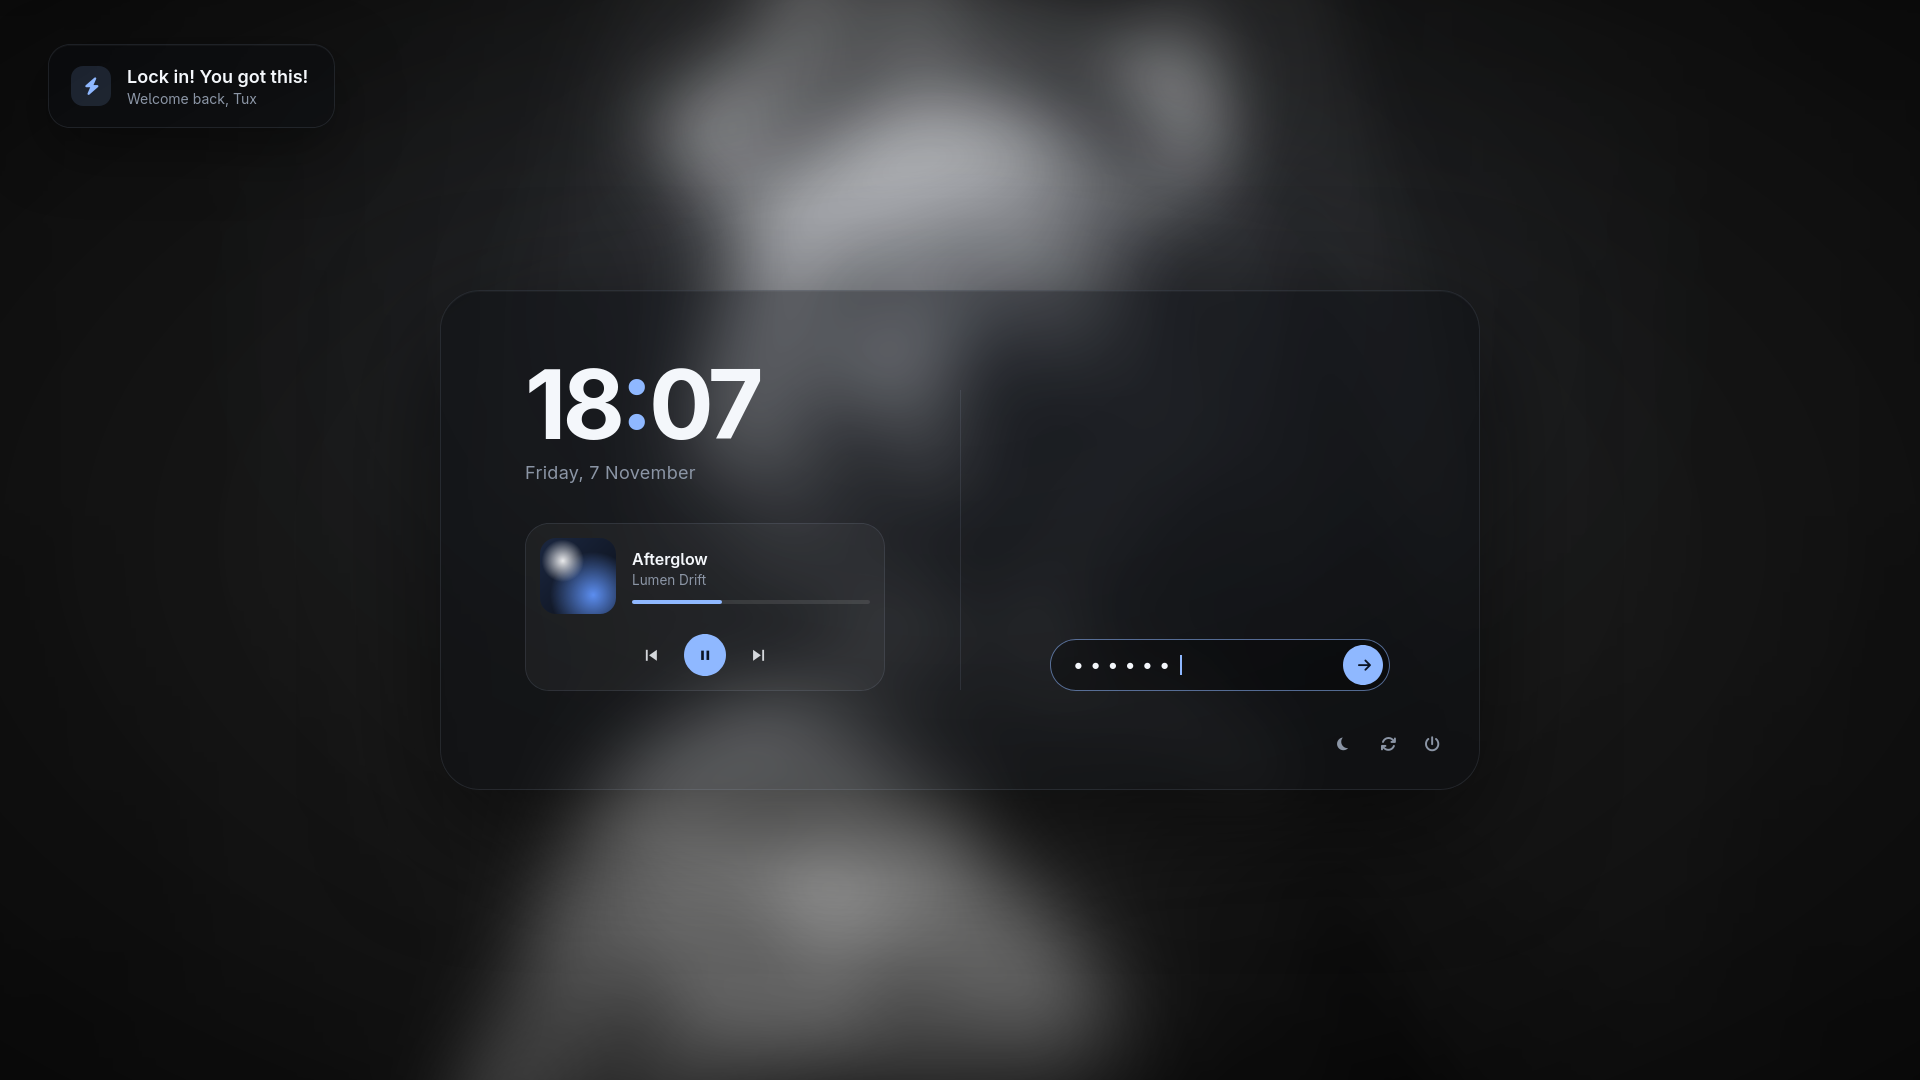 Lock in! You got this!
Welcome back, Tux
18:07
Friday, 7 November
Afterglow
Lumen Drift